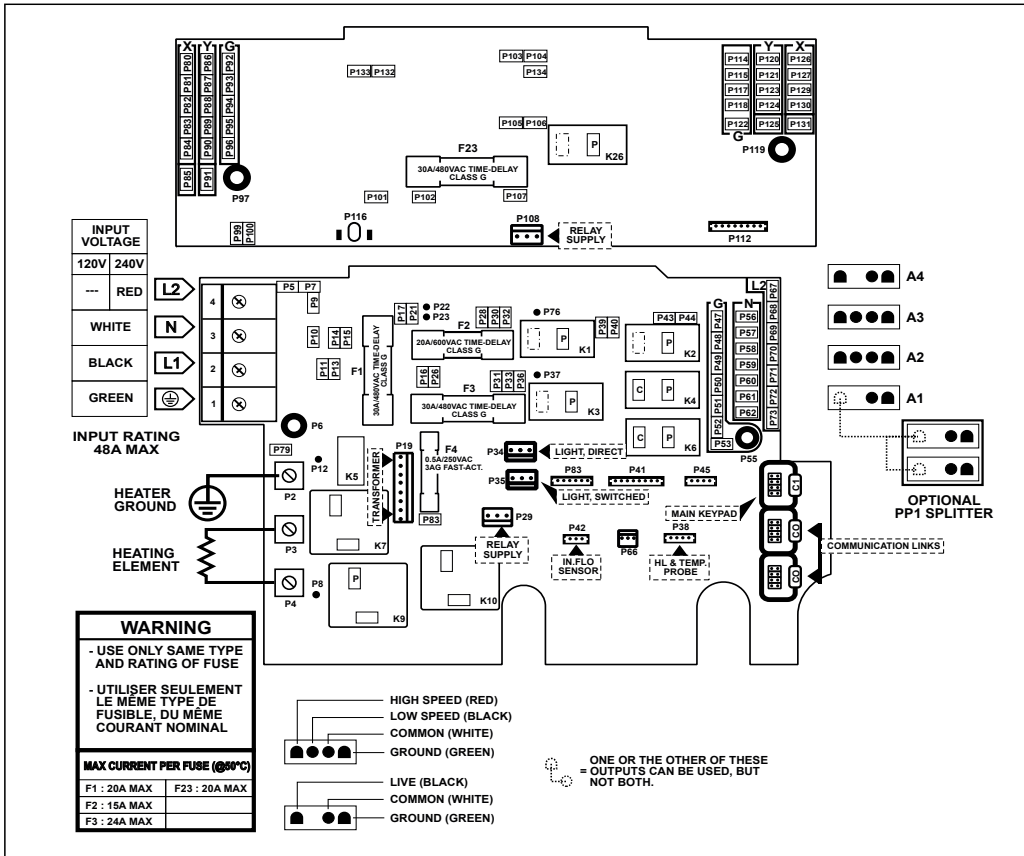 X Y G
P80 P81 P82 P83 P84 P85
P86 P87 P88 P89 P90 P91
P92 P93 P94 P95 P96
P97
P99 P100
P133 P132
P103 P104
P134
P105 P106
F23
30A/480VAC TIME-DELAY
CLASS G
P
K26
P101
P102
P107
P116
P108
RELAY
SUPPLY
P112
Y X
P114 P120 P126
P115 P121 P127
P117 P123 P129
P118 P124 P130
P122 P125 P131
G
P119
INPUT
VOLTAGE
120V 240V
--- RED
WHITE
BLACK
GREEN
L2
N
L1
INPUT RATING
48A MAX
4
3
2
1
P5 P7
P9
P10
P14 P15
P11 P13
P6
F1
30A/480VAC TIME-DELAY
CLASS G
P17 P21
P22
P23
F2
20A/600VAC TIME-DELAY
CLASS G
P28 P30 P32
P16 P26
F3
30A/480VAC TIME-DELAY
CLASS G
P31 P33 P36
P76
P
K1
P39 P40
P37
P
K3
P43 P44
P
K2
C P
K4
C P
K6
L2
G N
P47 P48 P49 P50 P51 P52
P53
P56
P57
P58
P59
P60
P61
P62
P67 P68 P69 P70 P71 P72 P73
P55
A4
A3
A2
A1
OPTIONAL
PP1 SPLITTER
P79
P12
P2
HEATER
GROUND
P3
HEATING
ELEMENT
P4
P8
K5
K7
P
K9
K10
P19
TRANSFORMER
F4
0.5A/250VAC
3AG FAST-ACT.
P83
P34
LIGHT, DIRECT
P35
LIGHT, SWITCHED
P29
RELAY
SUPPLY
P83
P41
P45
MAIN KEYPAD
P42
IN.FLO
SENSOR
P66
P38
HL & TEMP.
PROBE
C1
CO
CO
COMMUNICATION LINKS
WARNING
- USE ONLY SAME TYPE
AND RATING OF FUSE
- UTILISER SEULEMENT
LE MÊME TYPE DE
FUSIBLE, DU MÊME
COURANT NOMINAL
MAX CURRENT PER FUSE (@50°C)
F1 : 20A MAX F23 : 20A MAX
F2 : 15A MAX
F3 : 24A MAX
HIGH SPEED (RED)
LOW SPEED (BLACK)
COMMON (WHITE)
GROUND (GREEN)
LIVE (BLACK)
COMMON (WHITE)
GROUND (GREEN)
ONE OR THE OTHER OF THESE
= OUTPUTS CAN BE USED, BUT
NOT BOTH.